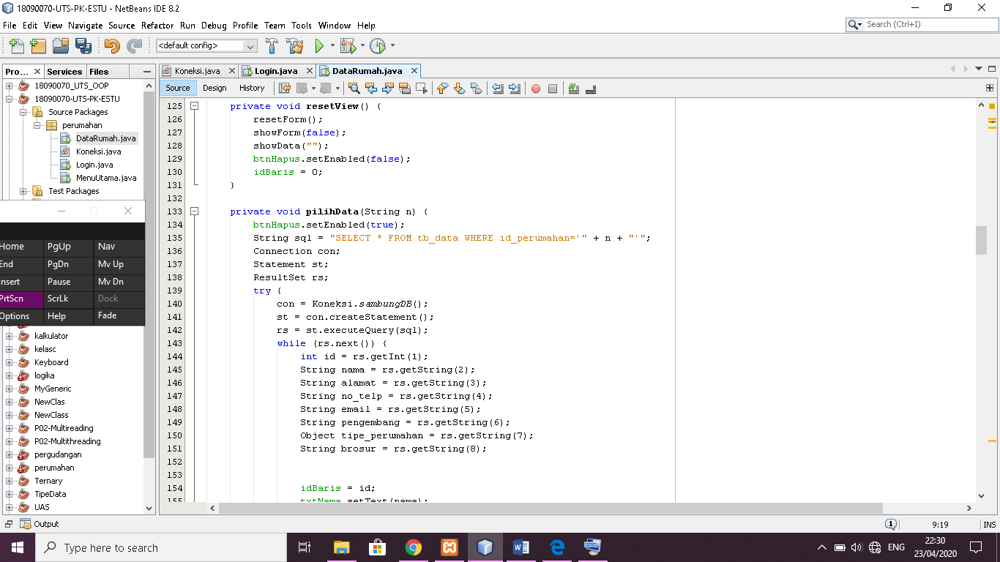 18090070-UTS-PK-ESTU - NetBeans IDE 8.2
File Edit View Navigate Source Refactor Run Debug Profile Team Tools Window Help
Search (Ctrl+I)
<default config>
Pro... Services Files
Koneksi.java Login.java DataRumah.java
Source Design History
18090070_UTS_OOP
18090070-UTS-PK-ESTU
Source Packages
perumahan
DataRumah.java
Koneksi.java
Login.java
MenuUtama.java
Test Packages
Home PgUp Nav
End PgDn Mv Up
Insert Pause Mv Dn
PrtScn ScrLk Dock
Options Help Fade
kalkulator
kelasc
Keyboard
logika
MyGeneric
NewClas
NewClass
P02-Multireading
P02-Multithreading
pergudangan
perumahan
Ternary
TipeData
UAS
125 private void resetView() {
126 resetForm();
127 showForm(false);
128 showData("");
129 btnHapus.setEnabled(false);
130 idBaris = 0;
131 }
132
133 private void pilihData(String n) {
134 btnHapus.setEnabled(true);
135 String sql = "SELECT * FROM tb_data WHERE id_perumahan='" + n + "'";
136 Connection con;
137 Statement st;
138 ResultSet rs;
139 try {
140 con = Koneksi.sambungDB();
141 st = con.createStatement();
142 rs = st.executeQuery(sql);
143 while (rs.next()) {
144 int id = rs.getInt(1);
145 String nama = rs.getString(2);
146 String alamat = rs.getString(3);
147 String no_telp = rs.getString(4);
148 String email = rs.getString(5);
149 String pengembang = rs.getString(6);
150 Object tipe_perumahan = rs.getString(7);
151 String brosur = rs.getString(8);
152
153
154 idBaris = id;
155 txtNama.setText(nama);
Output
1 9:19 INS
Type here to search
ENG
22:30
23/04/2020